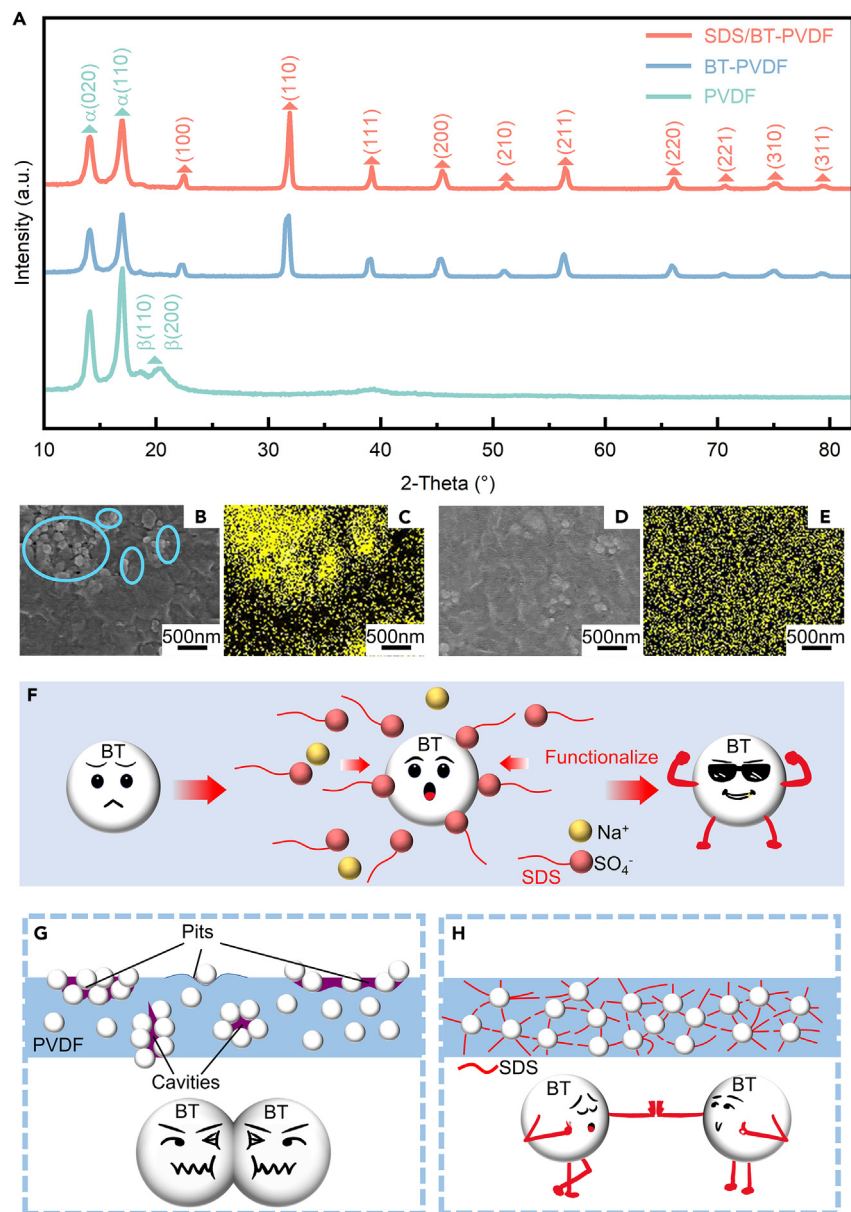 A
SDS/BT-PVDF
BT-PVDF
PVDF
α(020)
α(110)
(100)
(110)
(111)
(200)
(210)
(211)
(220)
(221)
(310)
(311)
β(110)
β(200)
Intensity (a.u.)
10 20 30 40 50 60 70 80
2-Theta (°)
B
500nm
C
500nm
D
500nm
E
500nm
F
BT
BT
Functionalize
BT
Na⁺
SO₄⁻
SDS
G
Pits
PVDF
Cavities
BT
BT
H
SDS
BT
BT